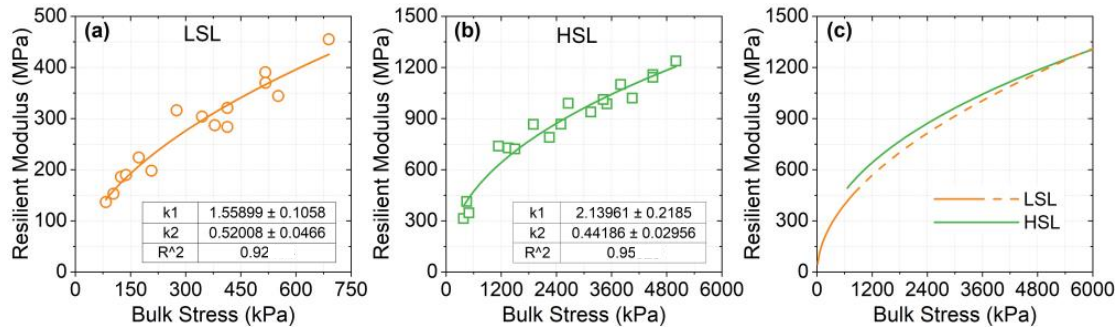 (a)
LSL
Resilient Modulus (MPa)
500
400
300
200
100
0
k1 1.55899 ± 0.1058
k2 0.52008 ± 0.0466
R^2 0.92
0 150 300 450 600 750
Bulk Stress (kPa)
(b)
HSL
Resilient Modulus (MPa)
1500
1200
900
600
300
0
k1 2.13961 ± 0.2185
k2 0.44186 ± 0.02956
R^2 0.95
0 1200 2400 3600 4800 6000
Bulk Stress (kPa)
(c)
Resilient Modulus (MPa)
1500
1200
900
600
300
0
LSL
HSL
0 1200 2400 3600 4800 6000
Bulk Stress (kPa)